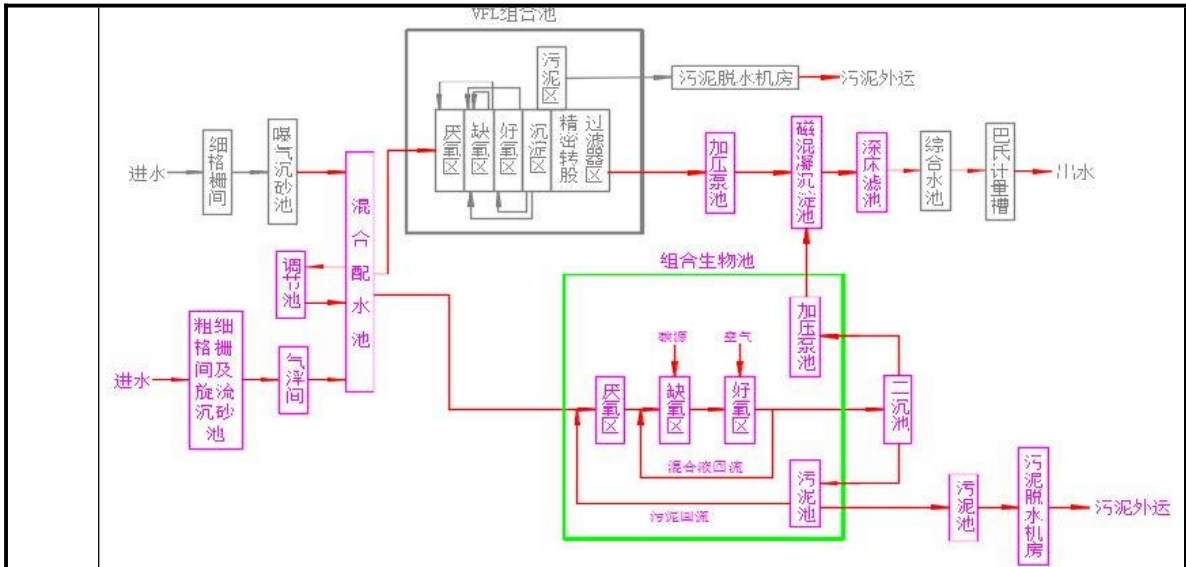 VFL组合池
污泥区
污泥脱水机房
污泥外运
进水
细格栅间
曝气沉砂池
厌氧区
缺氧区
好氧区
沉淀区
精密转股
过滤器区
加压泵池
磁混凝沉淀池
深床滤池
综合水池
巴氏计量槽
出水
混合配水池
调节池
进水
粗格间旋沉池
细栅及流砂
气浮间
组合生物池
加压泵池
碳源
空气
厌氧区
缺氧区
好氧区
二沉池
混合液回流
污泥回流
污泥池
污泥池
污泥脱水机房
污泥外运